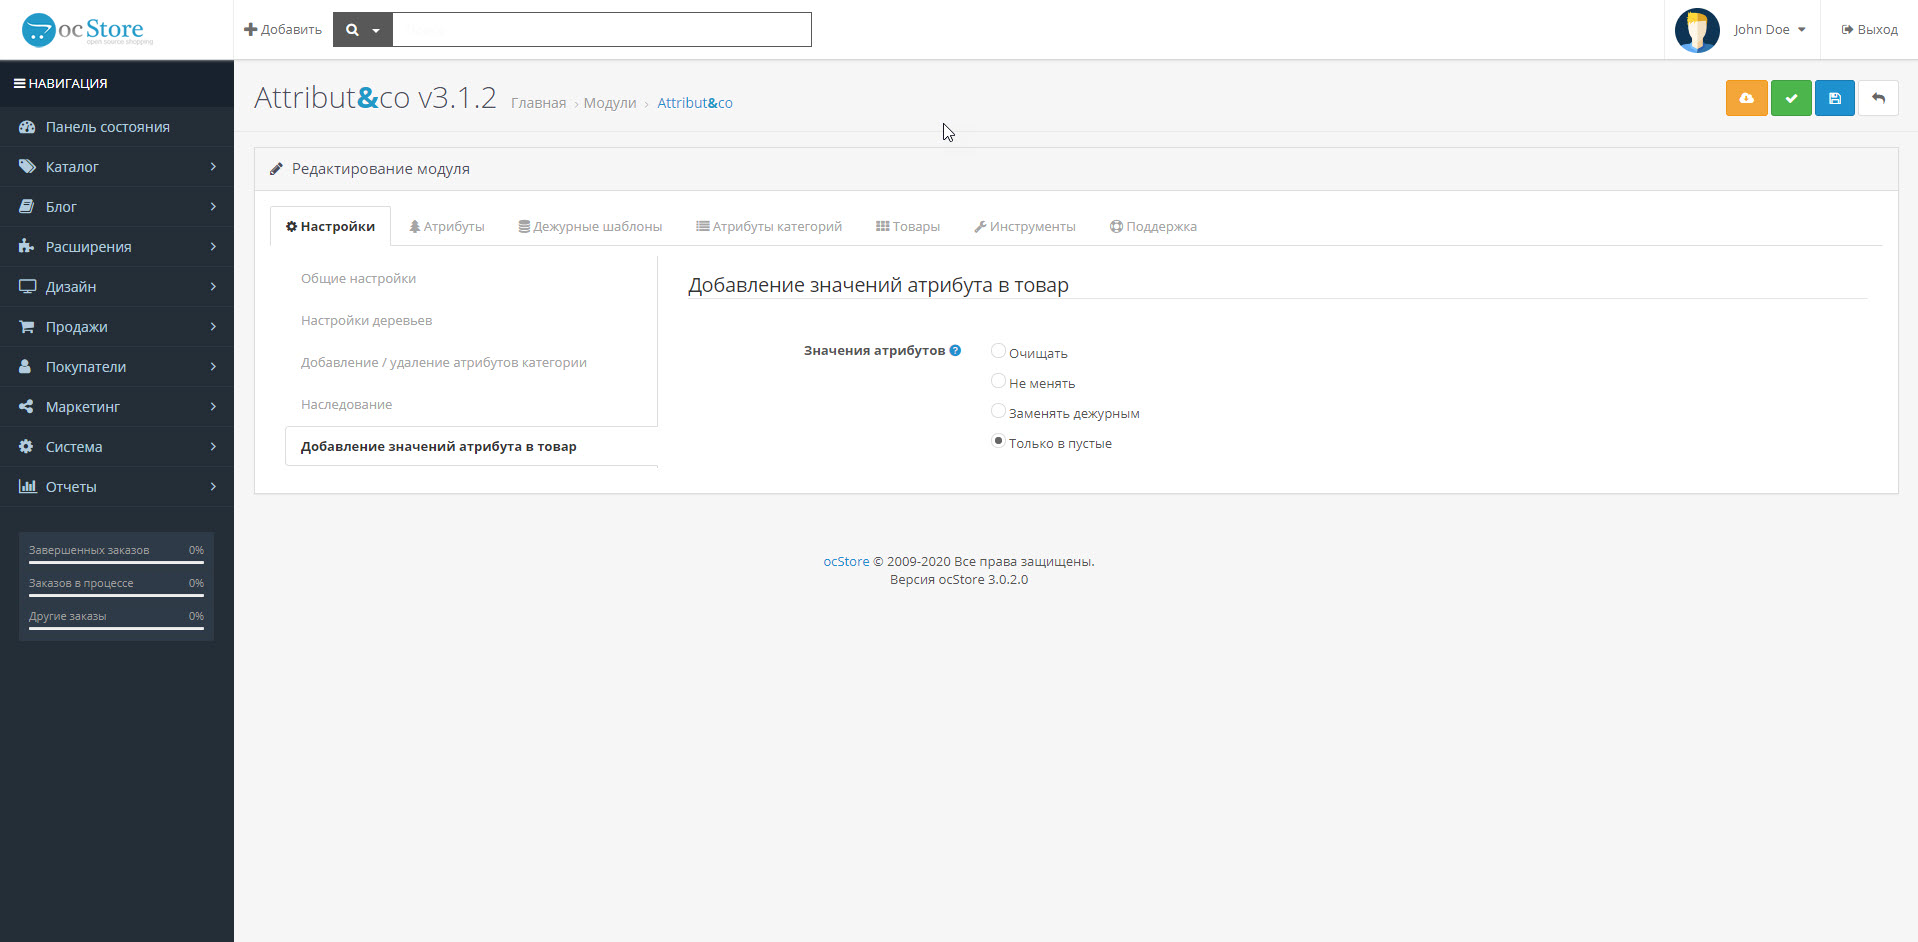 ocStore
open source shopping
Добавить
John Doe
Выход
НАВИГАЦИЯ
Панель состояния
Каталог
Блог
Расширения
Дизайн
Продажи
Покупатели
Маркетинг
Система
Отчеты
Завершенных заказов 0%
Заказов в процессе 0%
Другие заказы 0%
Attribut&co v3.1.2
Главная › Модули › Attribut&co
Редактирование модуля
Настройки Атрибуты Дежурные шаблоны Атрибуты категорий Товары Инструменты Поддержка
Общие настройки
Настройки деревьев
Добавление / удаление атрибутов категории
Наследование
Добавление значений атрибута в товар
Добавление значений атрибута в товар
Значения атрибутов ?
Очищать
Не менять
Заменять дежурным
Только в пустые
ocStore © 2009-2020 Все права защищены.
Версия ocStore 3.0.2.0